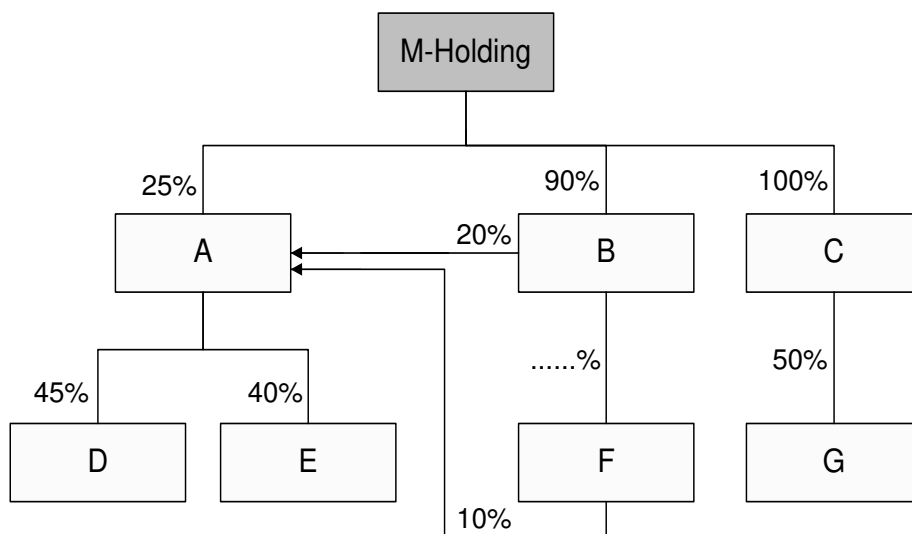 M-Holding
25%
90%
100%
A
20%
B
C
45%
40%
......%
50%
D
E
F
G
10%